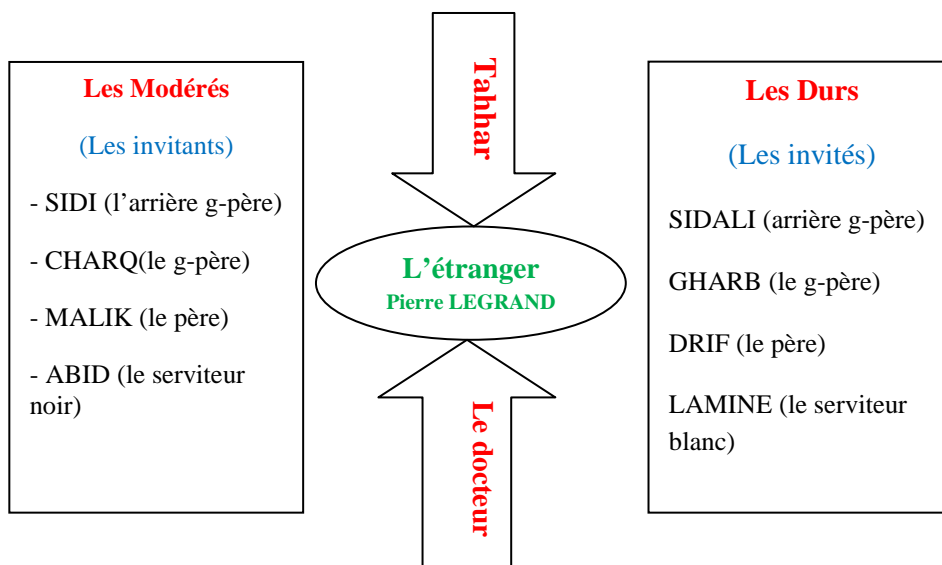 Les Modérés
(Les invitants)
- SIDI (l'arrière g-père)
- CHARQ(le g-père)
- MALIK (le père)
- ABID (le serviteur
noir)
Tahhar
L'étranger
Pierre LEGRAND
Le docteur
Les Durs
(Les invités)
SIDALI (arrière g-père)
GHARB (le g-père)
DRIF (le père)
LAMINE (le serviteur
blanc)